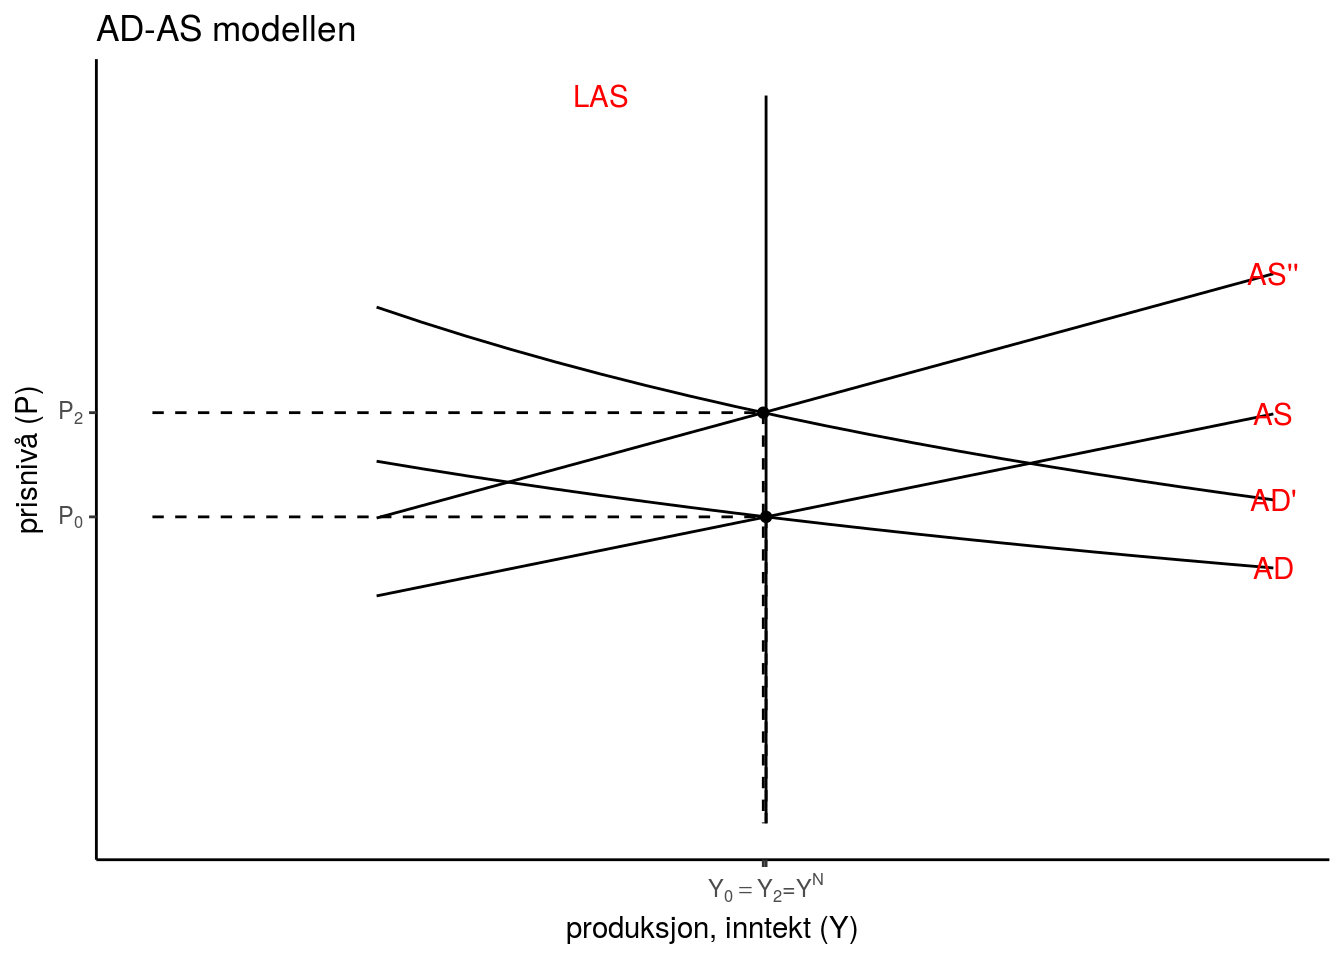 AD-AS modellen
LAS
AS"
AS
AD'
AD
prisnivå (P)
P₂
P₀
Y₀ = Y₂=Yᴺ
produksjon, inntekt (Y)